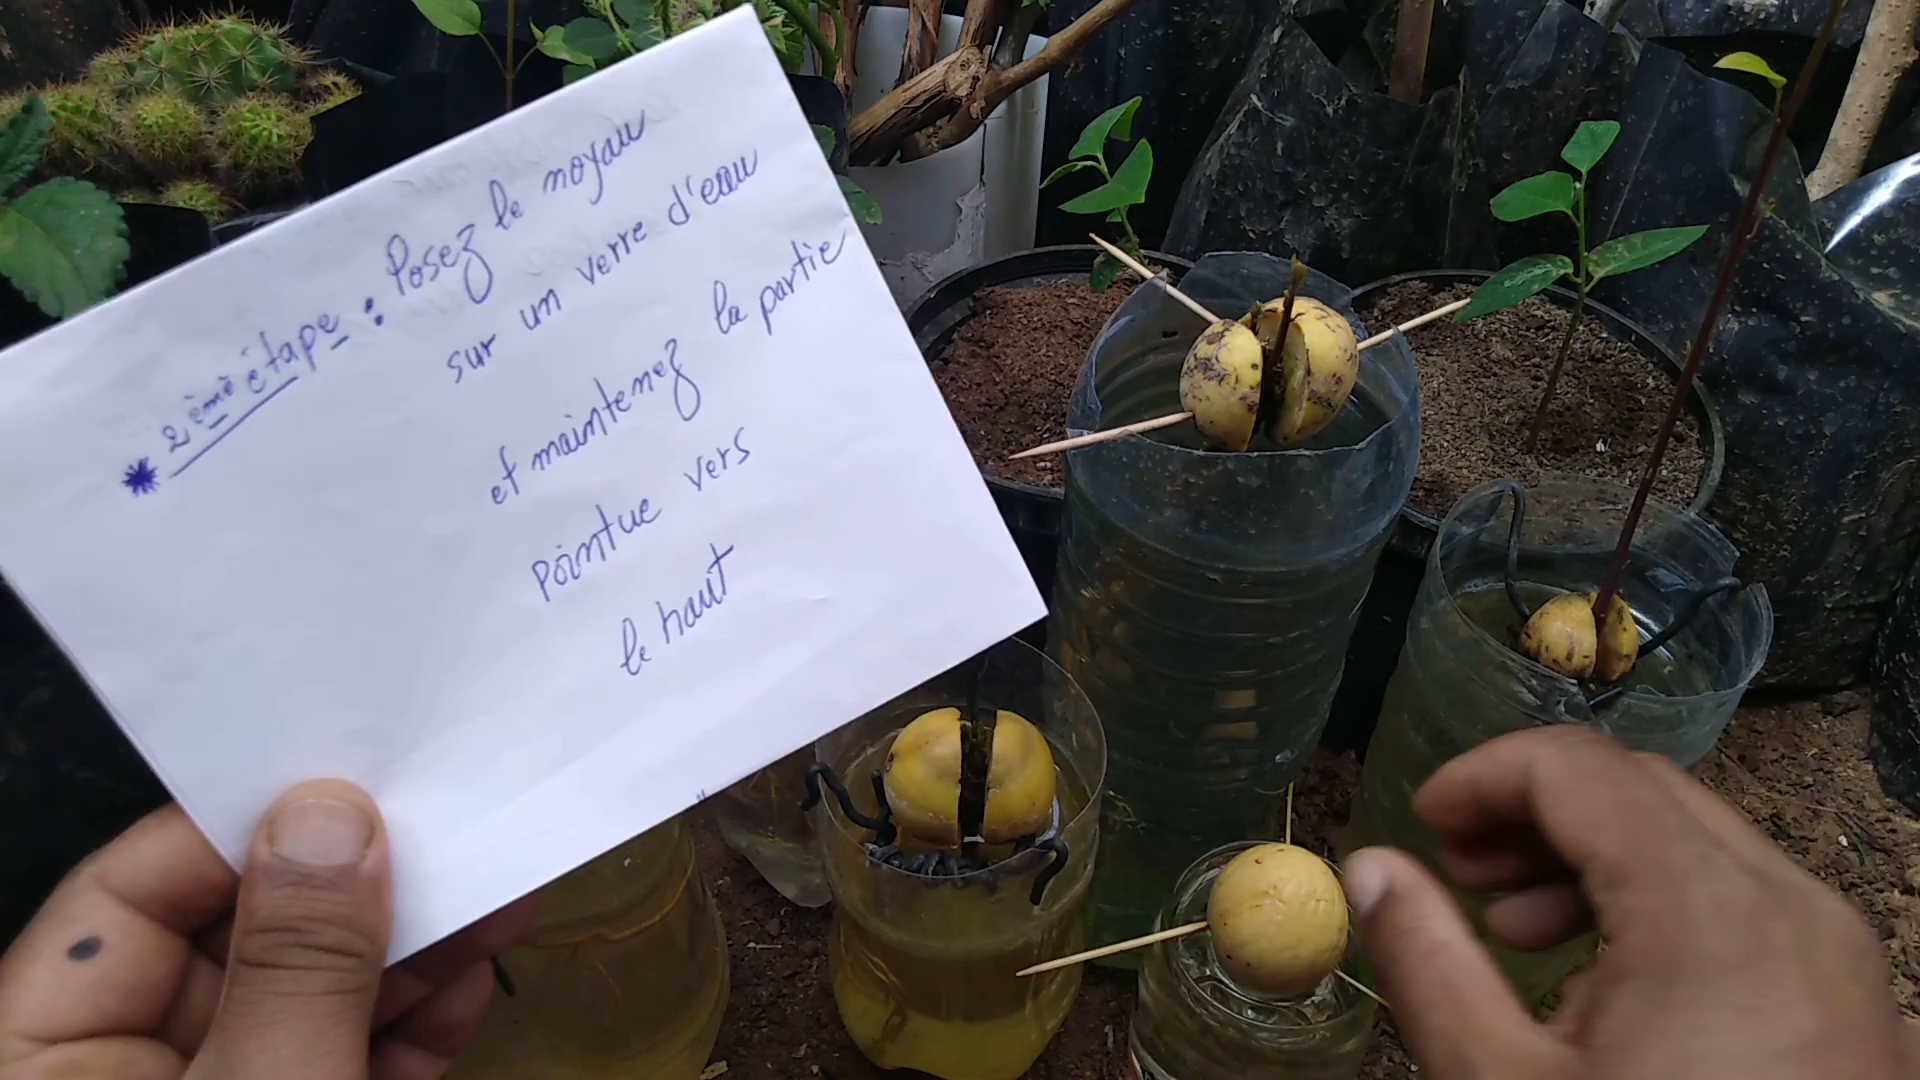 * 2ème étape : Posez le noyau
sur un verre d'eau
et maintenez la partie
pointue vers
le haut